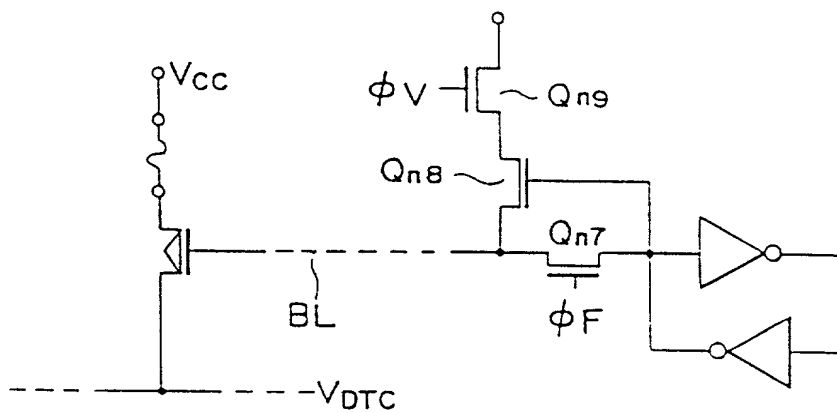 VCC
ϕV
Qn9
Qn8
Qn7
BL
ϕF
VDTC